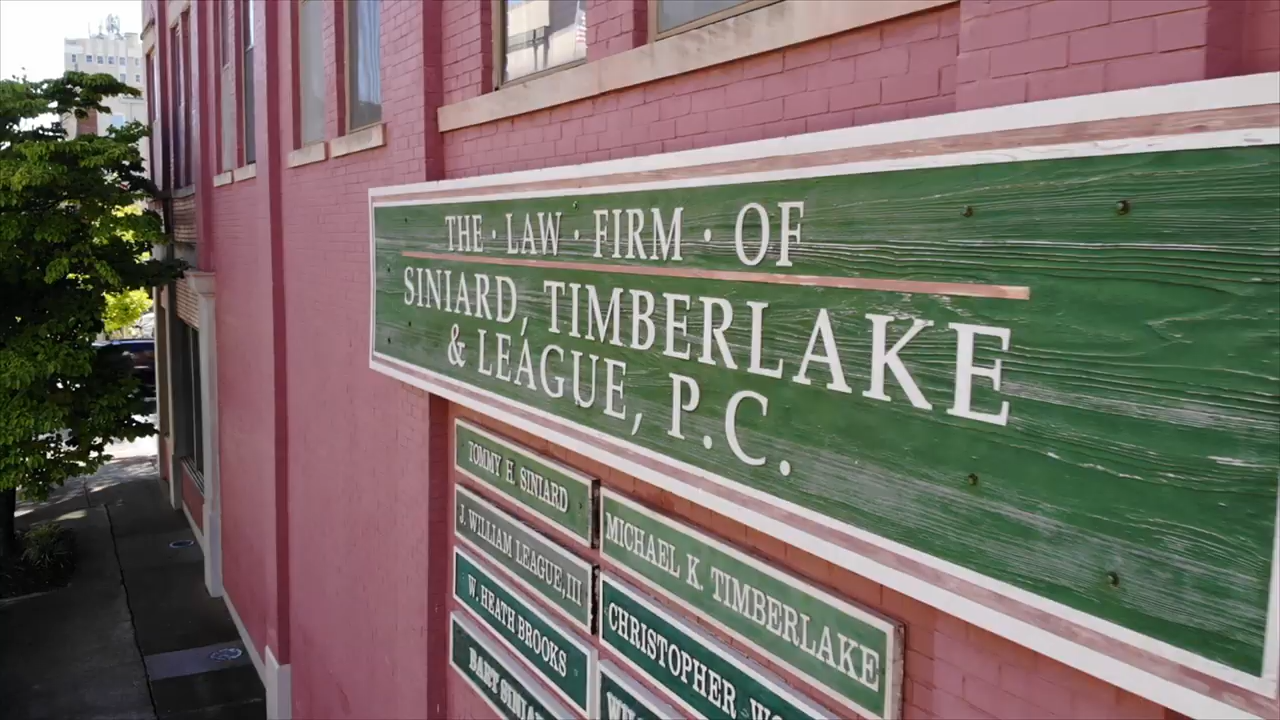 THE · LAW · FIRM · OF
SINIARD, TIMBERLAKE
& LEAGUE, P.C.
TOMMY H. SINIARD
MICHAEL K. TIMBERLAKE
J. WILLIAM LEAGUE, III
CHRISTOPHER
W. HEATH BROOKS